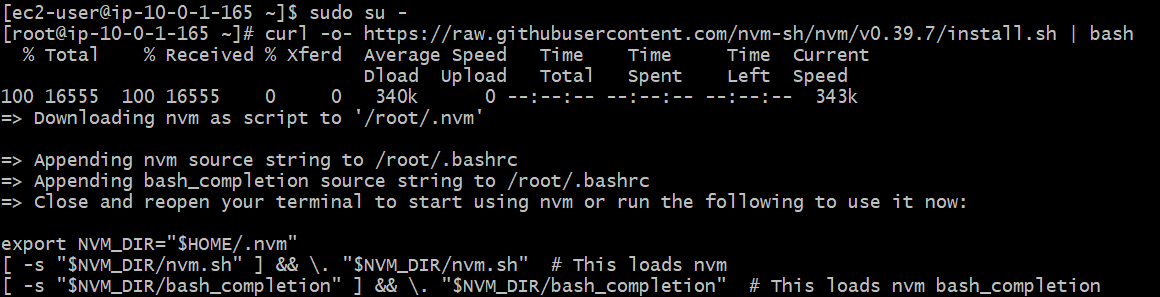 [ec2-user@ip-10-0-1-165 ~]$ sudo su -
[root@ip-10-0-1-165 ~]# curl -o- https://raw.githubusercontent.com/nvm-sh/nvm/v0.39.7/install.sh | bash
  % Total    % Received % Xferd  Average Speed   Time    Time     Time  Current
                                 Dload  Upload   Total   Spent    Left  Speed
100 16555  100 16555    0     0   340k      0 --:--:-- --:--:-- --:--:--  343k
=> Downloading nvm as script to '/root/.nvm'

=> Appending nvm source string to /root/.bashrc
=> Appending bash_completion source string to /root/.bashrc
=> Close and reopen your terminal to start using nvm or run the following to use it now:

export NVM_DIR="$HOME/.nvm"
[ -s "$NVM_DIR/nvm.sh" ] && \. "$NVM_DIR/nvm.sh"  # This loads nvm
[ -s "$NVM_DIR/bash_completion" ] && \. "$NVM_DIR/bash_completion"  # This loads nvm bash_completion